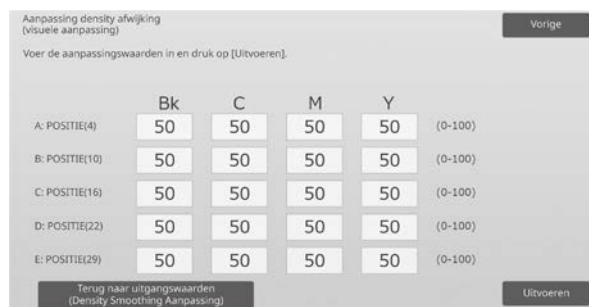 Aanpassing density afwijking
(visuele aanpassing)
Vorige
Voer de aanpassingswaarden in en druk op [Uitvoeren].
Bk C M Y
A: POSITIE(4) 50 50 50 50 (0-100)
B: POSITIE(10) 50 50 50 50 (0-100)
C: POSITIE(16) 50 50 50 50 (0-100)
D: POSITIE(22) 50 50 50 50 (0-100)
E: POSITIE(29) 50 50 50 50 (0-100)
Terug naar uitgangswaarden
(Density Smoothing Aanpassing)
Uitvoeren